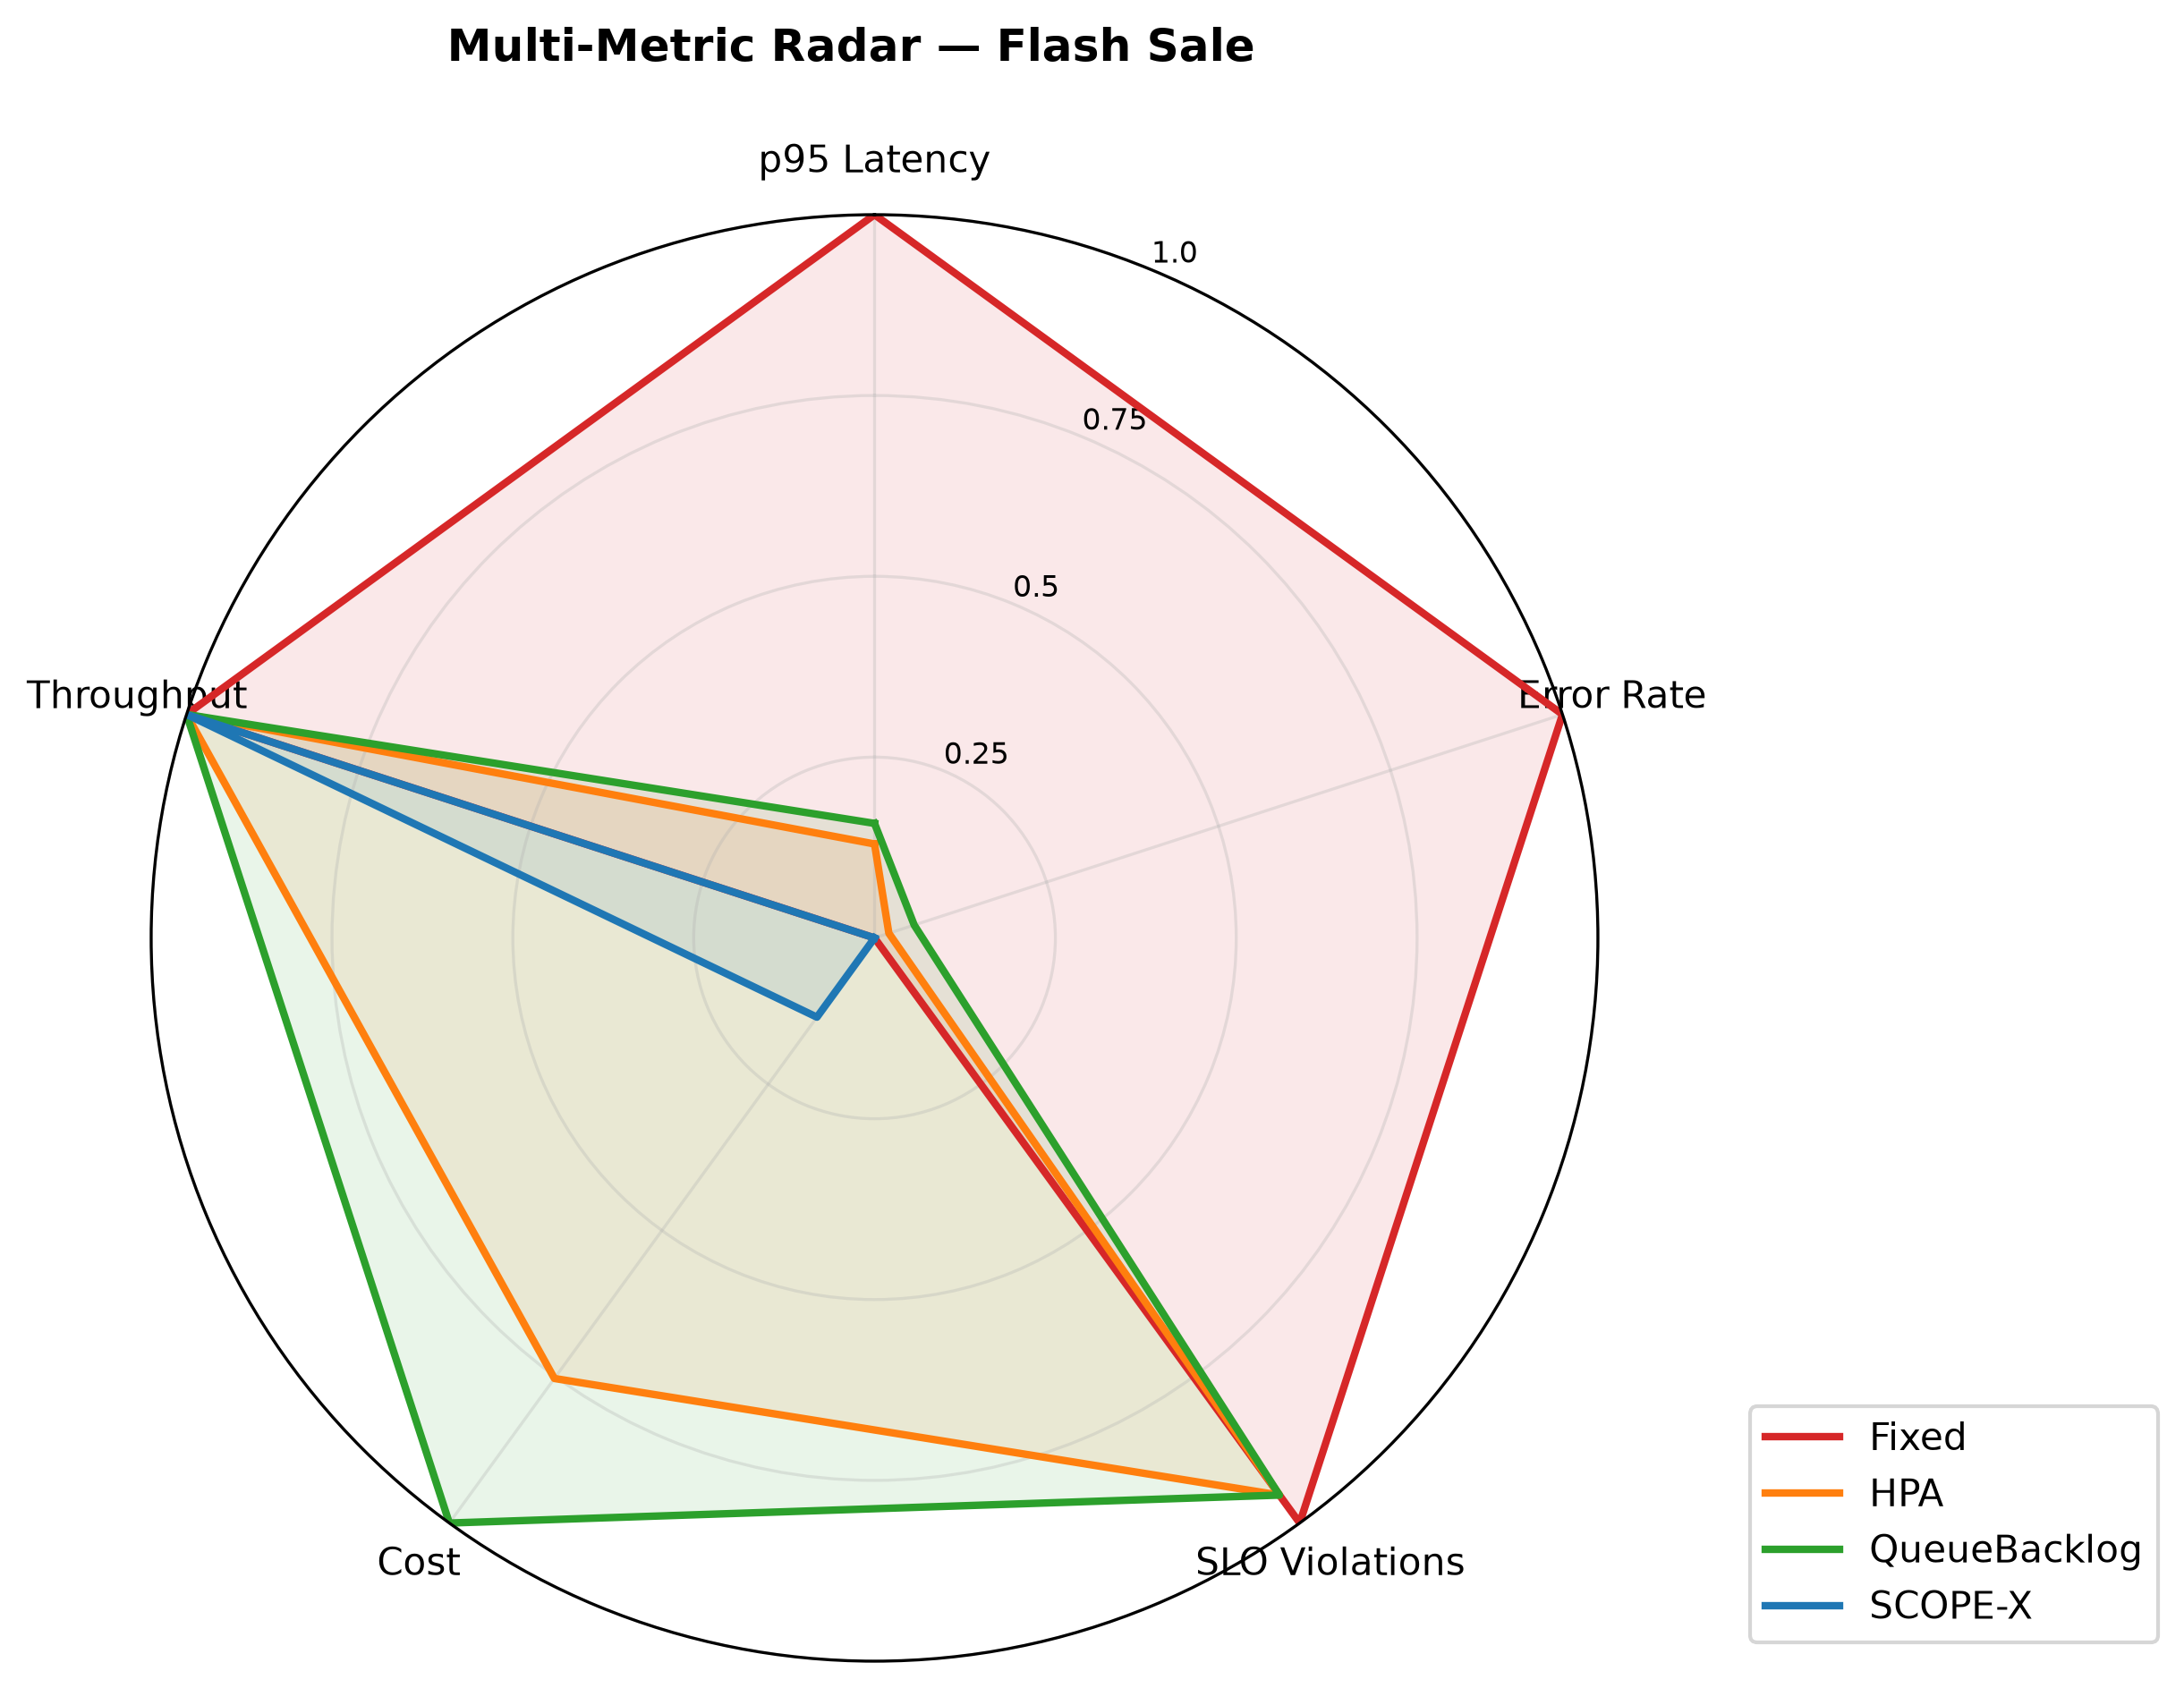 Multi-Metric Radar — Flash Sale
p95 Latency
1.0
0.75
0.5
Throughput
Error Rate
0.25
Cost
SLO Violations
Fixed
HPA
QueueBacklog
SCOPE-X